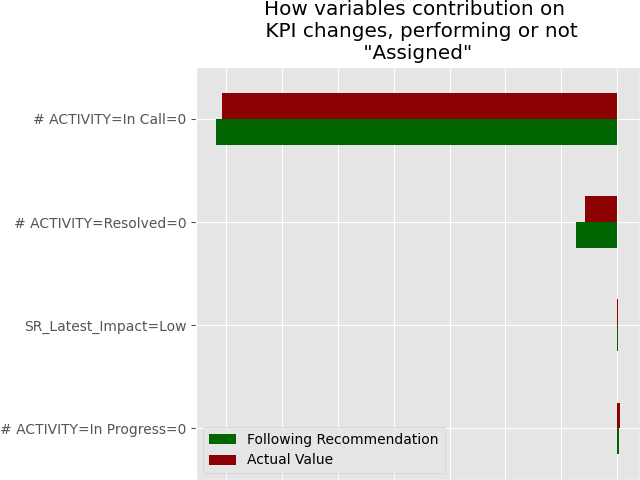 How variables contribution on
KPI changes, performing or not
"Assigned"
# ACTIVITY=In Call=0
# ACTIVITY=Resolved=0
SR_Latest_Impact=Low
# ACTIVITY=In Progress=0
Following Recommendation
Actual Value